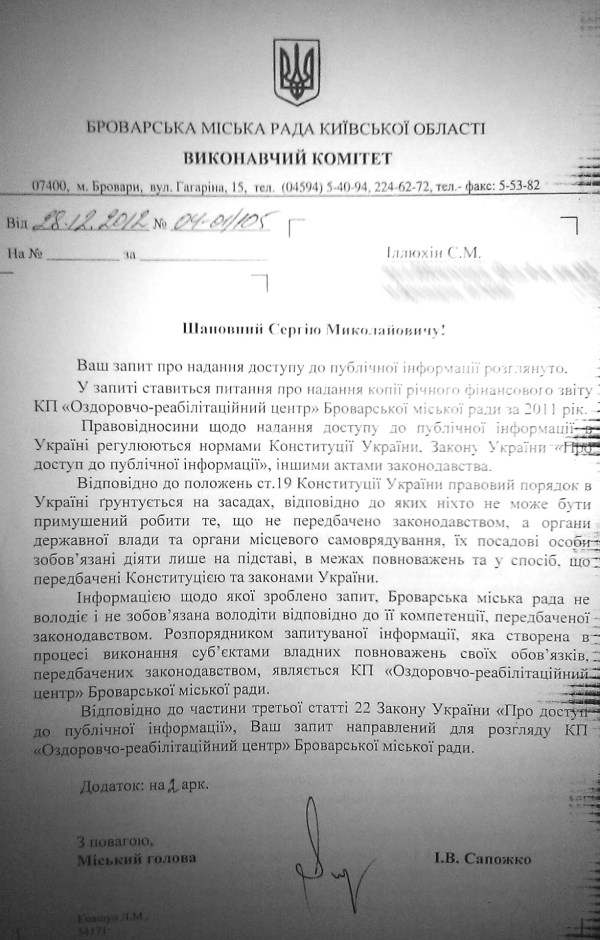 БРОВАРСЬКА МІСЬКА РАДА КИЇВСЬКОЇ ОБЛАСТІ
ВИКОНАВЧИЙ КОМІТЕТ
07400, м. Бровари, вул. Гагаріна, 15, тел. (04594) 5-40-94, 224-62-72, тел.- факс: 5-53-82
Від 28.12.2012 № 04-01/105
На № ____________ за ____________
Іллюхін С.М.
Шановний Сергію Миколайовичу!
Ваш запит про надання доступу до публічної інформації розглянуто.
У запиті ставиться питання про надання копії річного фінансового звіту
КП «Оздоровчо-реабілітаційний центр» Броварської міської ради за 2011 рік.
Правовідносини щодо надання доступу до публічної інформації в
Україні регулюються нормами Конституції України, Закону України «Про
доступ до публічної інформації», іншими актами законодавства.
Відповідно до положень ст.19 Конституції України правовий порядок в
Україні ґрунтується на засадах, відповідно до яких ніхто не може бути
примушений робити те, що не передбачено законодавством, а органи
державної влади та органи місцевого самоврядування, їх посадові особи
зобов’язані діяти лише на підставі, в межах повноважень та у спосіб, що
передбачені Конституцією та законами України.
Інформацією щодо якої зроблено запит, Броварська міська рада не
володіє і не зобов’язана володіти відповідно до її компетенції, передбаченої
законодавством. Розпорядником запитуваної інформації, яка створена в
процесі виконання суб’єктами владних повноважень своїх обов’язків,
передбачених законодавством, являється КП «Оздоровчо-реабілітаційний
центр» Броварської міської ради.
Відповідно до частини третьої статті 22 Закону України «Про доступ
до публічної інформації», Ваш запит направлений для розгляду КП
«Оздоровчо-реабілітаційний центр» Броварської міської ради.
Додаток: на 2 арк.
З повагою,
Міський голова
І.В. Сапожко